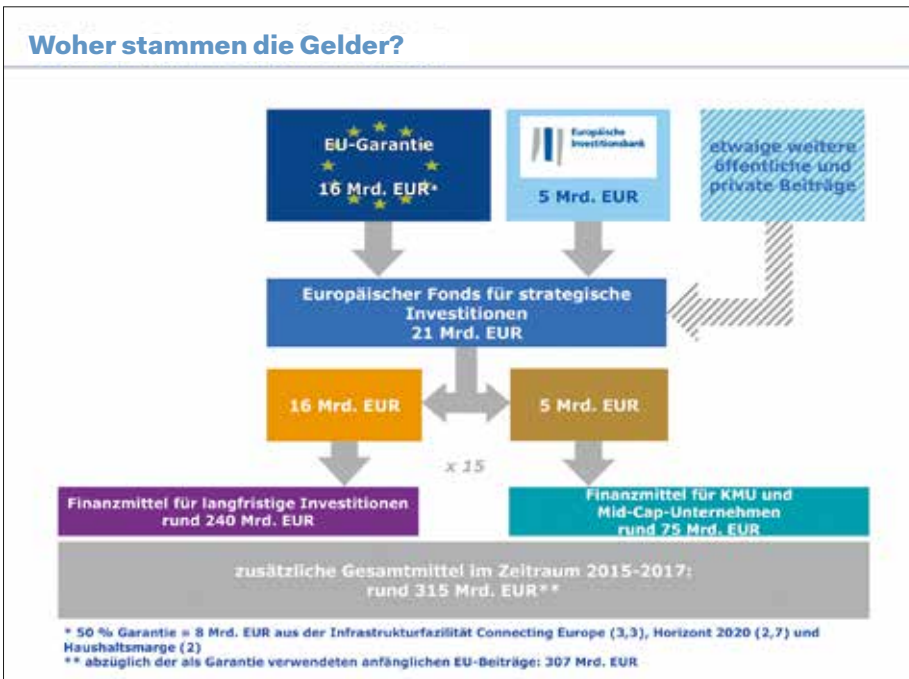 Woher stammen die Gelder?
EU-Garantie
16 Mrd. EUR*
Europäische
Investitionsbank
5 Mrd. EUR
etwaige weitere
öffentliche und
private Beiträge
Europäischer Fonds für strategische
Investitionen
21 Mrd. EUR
16 Mrd. EUR
5 Mrd. EUR
x 15
Finanzmittel für langfristige Investitionen
rund 240 Mrd. EUR
Finanzmittel für KMU und
Mid-Cap-Unternehmen
rund 75 Mrd. EUR
zusätzliche Gesamtmittel im Zeitraum 2015-2017:
rund 315 Mrd. EUR**
* 50 % Garantie = 8 Mrd. EUR aus der Infrastrukturfazilität Connecting Europe (3,3), Horizont 2020 (2,7) und
Haushaltsmarge (2)
** abzüglich der als Garantie verwendeten anfänglichen EU-Beiträge: 307 Mrd. EUR